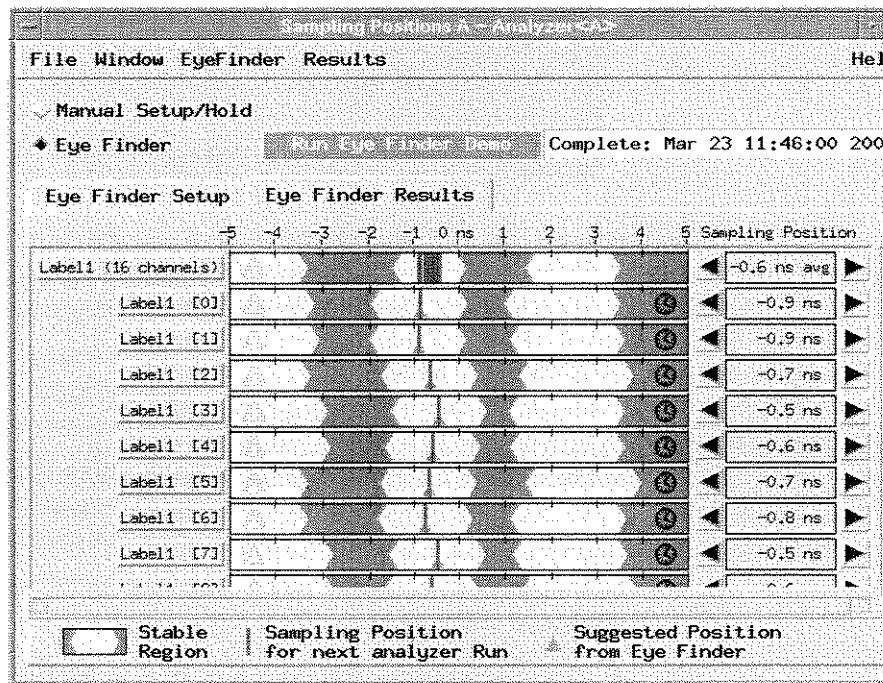 Sampling Positions A - Analyzer<A>
File Window EyeFinder Results Hel
Manual Setup/Hold
Eye Finder Run Eye Finder Demo Complete: Mar 23 11:46:00 200
Eye Finder Setup Eye Finder Results
-5 -4 -3 -2 -1 0 ns 1 2 3 4 5 Sampling Position
Label1 (16 channels) -0.6 ns avg
Label1 [0] -0.9 ns
Label1 [1] -0.9 ns
Label1 [2] -0.7 ns
Label1 [3] -0.5 ns
Label1 [4] -0.6 ns
Label1 [5] -0.7 ns
Label1 [6] -0.8 ns
Label1 [7] -0.5 ns
Stable Region
Sampling Position for next analyzer Run
Suggested Position from Eye Finder